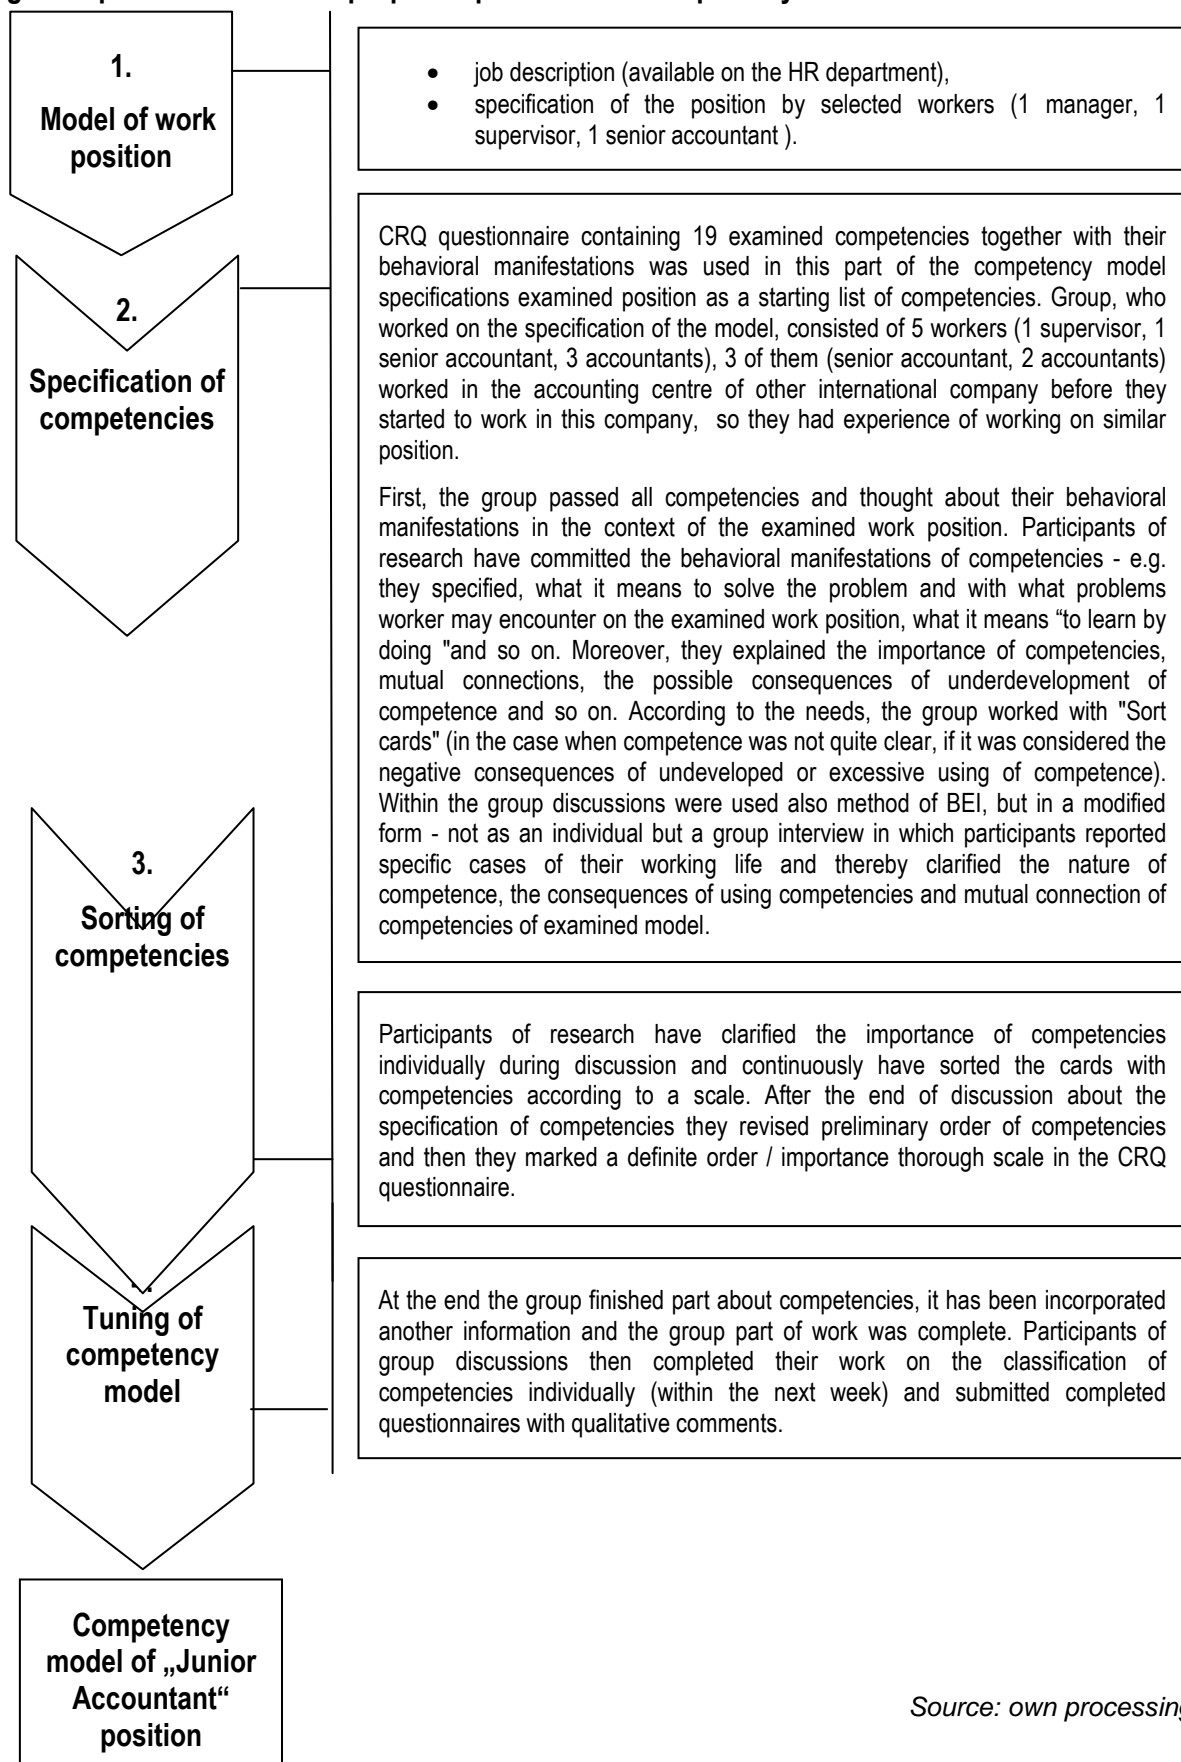 1.
Model of work
position
• job description (available on the HR department),
• specification of the position by selected workers (1 manager, 1
supervisor, 1 senior accountant ).
2.
Specification of
competencies
CRQ questionnaire containing 19 examined competencies together with their
behavioral manifestations was used in this part of the competency model
specifications examined position as a starting list of competencies. Group, who
worked on the specification of the model, consisted of 5 workers (1 supervisor, 1
senior accountant, 3 accountants), 3 of them (senior accountant, 2 accountants)
worked in the accounting centre of other international company before they
started to work in this company,  so they had experience of working on similar
position.
First, the group passed all competencies and thought about their behavioral
manifestations in the context of the examined work position. Participants of
research have committed the behavioral manifestations of competencies - e.g.
they specified, what it means to solve the problem and with what problems
worker may encounter on the examined work position, what it means “to learn by
doing "and so on. Moreover, they explained the importance of competencies,
mutual connections, the possible consequences of underdevelopment of
competence and so on. According to the needs, the group worked with "Sort
cards" (in the case when competence was not quite clear, if it was considered the
negative consequences of undeveloped or excessive using of competence).
Within the group discussions were used also method of BEI, but in a modified
form - not as an individual but a group interview in which participants reported
specific cases of their working life and thereby clarified the nature of
competence, the consequences of using competencies and mutual connection of
competencies of examined model.
3.
Sorting of
competencies
Participants of research have clarified the importance of competencies
individually during discussion and continuously have sorted the cards with
competencies according to a scale. After the end of discussion about the
specification of competencies they revised preliminary order of competencies
and then they marked a definite order / importance thorough scale in the CRQ
questionnaire.
Tuning of
competency
model
At the end the group finished part about competencies, it has been incorporated
another information and the group part of work was complete. Participants of
group discussions then completed their work on the classification of
competencies individually (within the next week) and submitted completed
questionnaires with qualitative comments.
Competency
model of „Junior
Accountant“
position
Source: own processing